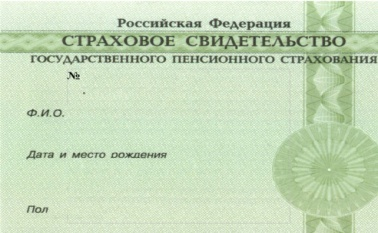 Российская Федерация
СТРАХОВОЕ СВИДЕТЕЛЬСТВО
ГОСУДАРСТВЕННОГО ПЕНСИОННОГО СТРАХОВАНИЯ
№
Ф.И.О.
Дата и место рождения
Пол